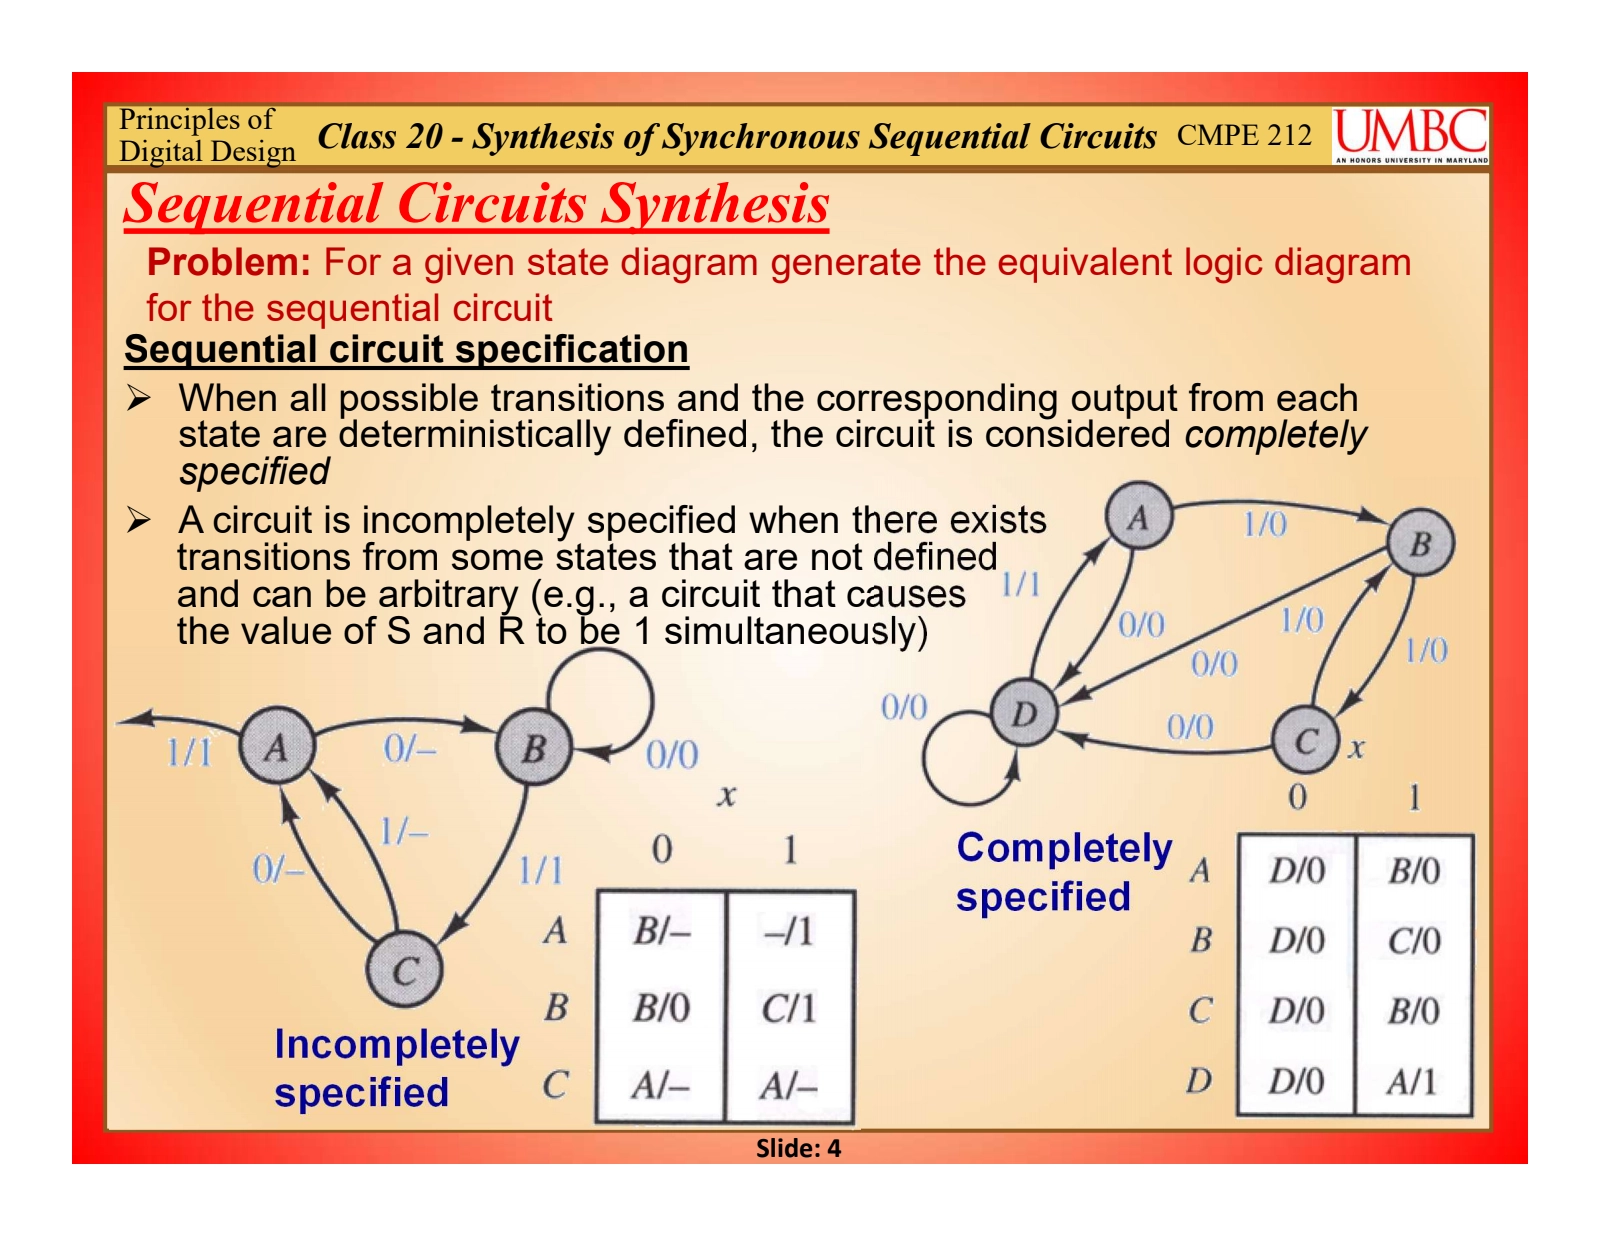 Principles of
Digital Design
Class 20 - Synthesis of Synchronous Sequential Circuits
CMPE 212
UMBC
AN HONORS UNIVERSITY IN MARYLAND
Sequential Circuits Synthesis
Problem: For a given state diagram generate the equivalent logic diagram
for the sequential circuit
Sequential circuit specification
➢ When all possible transitions and the corresponding output from each
state are deterministically defined, the circuit is considered completely
specified
➢ A circuit is incompletely specified when there exists
transitions from some states that are not defined
and can be arbitrary (e.g., a circuit that causes
the value of S and R to be 1 simultaneously)
1/1
A
0/–
B
0/0
1/–
0/–
1/1
C
Incompletely
specified
x
0 1
A B/– –/1
B B/0 C/1
C A/– A/–
A
1/0
B
1/1
0/0
1/0
1/0
0/0
0/0
D
0/0
C
x
0 1
Completely
specified
A D/0 B/0
B D/0 C/0
C D/0 B/0
D D/0 A/1
Slide: 4